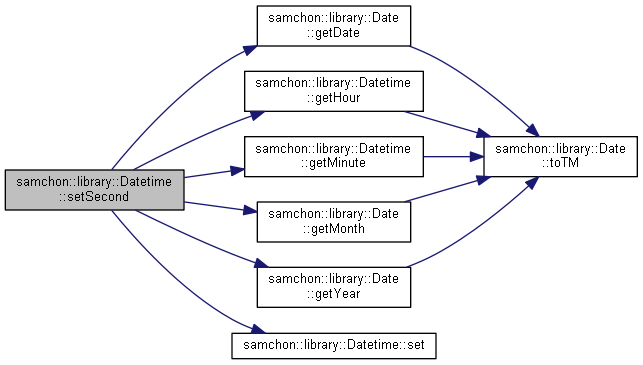 samchon::library::Date
::getDate
samchon::library::Datetime
::getHour
samchon::library::Datetime
::getMinute
samchon::library::Date
::toTM
samchon::library::Datetime
::setSecond
samchon::library::Date
::getMonth
samchon::library::Date
::getYear
samchon::library::Datetime::set